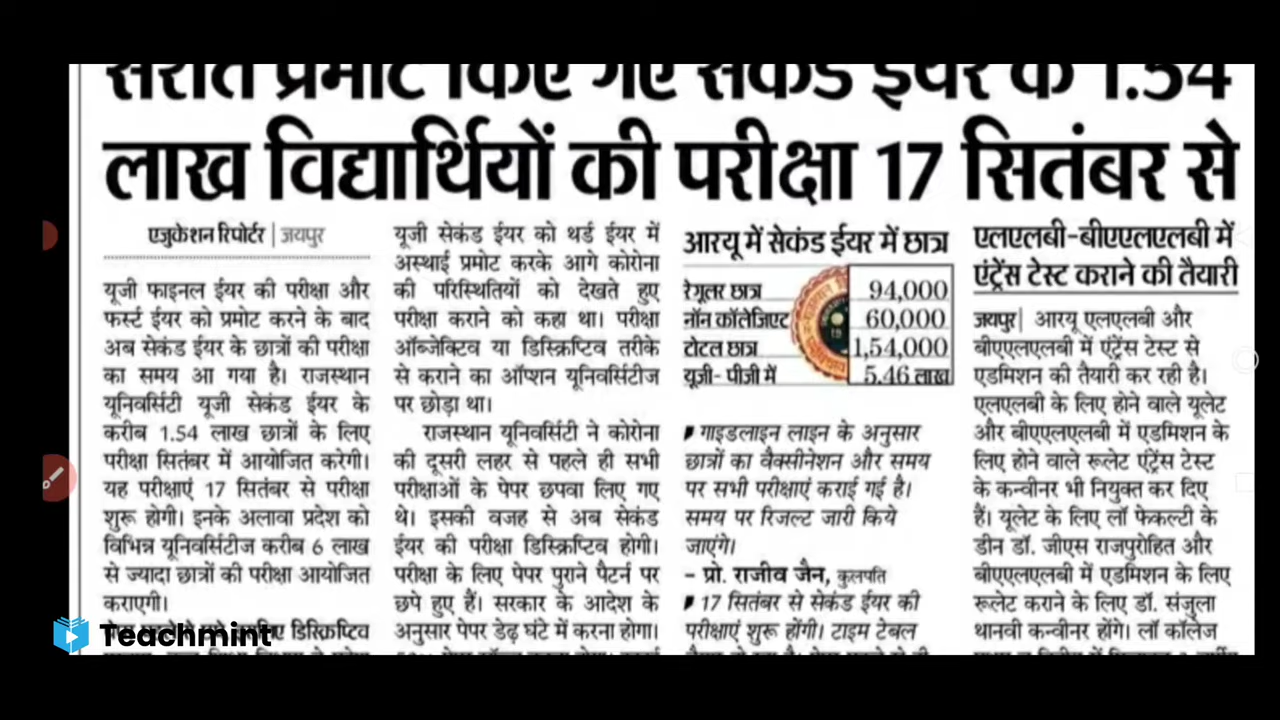 सशर्त प्रमोट किए गए सेकंड ईयर के 1.54
लाख विद्यार्थियों की परीक्षा 17 सितंबर से
एजुकेशन रिपोर्टर | जयपुर
यूजी फाइनल ईयर की परीक्षा और
फर्स्ट ईयर को प्रमोट करने के बाद
अब सेकंड ईयर के छात्रों की परीक्षा
का समय आ गया है। राजस्थान
यूनिवर्सिटी यूजी सेकंड ईयर के
करीब 1.54 लाख छात्रों के लिए
परीक्षा सितंबर में आयोजित करेगी।
यह परीक्षाएं 17 सितंबर से परीक्षा
शुरू होगी। इनके अलावा प्रदेश को
विभिन्न यूनिवर्सिटीज करीब 6 लाख
से ज्यादा छात्रों की परीक्षा आयोजित
कराएगी।
डिस्क्रिप्टिव
यूजी सेकंड ईयर को थर्ड ईयर में
अस्थाई प्रमोट करके आगे कोरोना
की परिस्थितियों को देखते हुए
परीक्षा कराने को कहा था। परीक्षा
ऑब्जेक्टिव या डिस्क्रिप्टिव तरीके
से कराने का ऑप्शन यूनिवर्सिटीज
पर छोड़ा था।
राजस्थान यूनिवर्सिटी ने कोरोना
की दूसरी लहर से पहले ही सभी
परीक्षाओं के पेपर छपवा लिए गए
थे। इसकी वजह से अब सेकंड
ईयर की परीक्षा डिस्क्रिप्टिव होगी।
परीक्षा के लिए पेपर पुराने पैटर्न पर
छपे हुए हैं। सरकार के आदेश के
अनुसार पेपर डेढ़ घंटे में करना होगा।
आरयू में सेकंड ईयर में छात्र
रेगूलर छात्र 94,000
नॉन कॉलेजिएट 60,000
टोटल छात्र 1,54,000
यूजी- पीजी में 5.46 लाख
गाइडलाइन लाइन के अनुसार
छात्रों का वैक्सीनेशन और समय
पर सभी परीक्षाएं कराई गई है।
समय पर रिजल्ट जारी किये
जाएंगे।
- प्रो. राजीव जैन, कुलपति
17 सितंबर से सेकंड ईयर की
परीक्षाएं शुरू होंगी। टाइम टेबल
एलएलबी-बीएएलएलबी में
एंट्रेंस टेस्ट कराने की तैयारी
जयपुर| आरयू एलएलबी और
बीएएलएलबी में एंट्रेंस टेस्ट से
एडमिशन की तैयारी कर रही है।
एलएलबी के लिए होने वाले यूलेट
और बीएएलएलबी में एडमिशन के
लिए होने वाले रूलेट एंट्रेंस टेस्ट
के कन्वीनर भी नियुक्त कर दिए
हैं। यूलेट के लिए लॉ फेकल्टी के
डीन डॉ. जीएस राजपुरोहित और
बीएएलएलबी में एडमिशन के लिए
रूलेट कराने के लिए डॉ. संजुला
थानवी कन्वीनर होंगे। लॉ कॉलेज
Teachmint